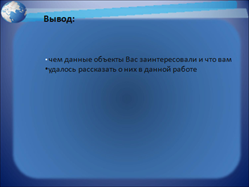 Вывод:
•чем данные объекты Вас заинтересовали и что вам
•удалось рассказать о них в данной работе